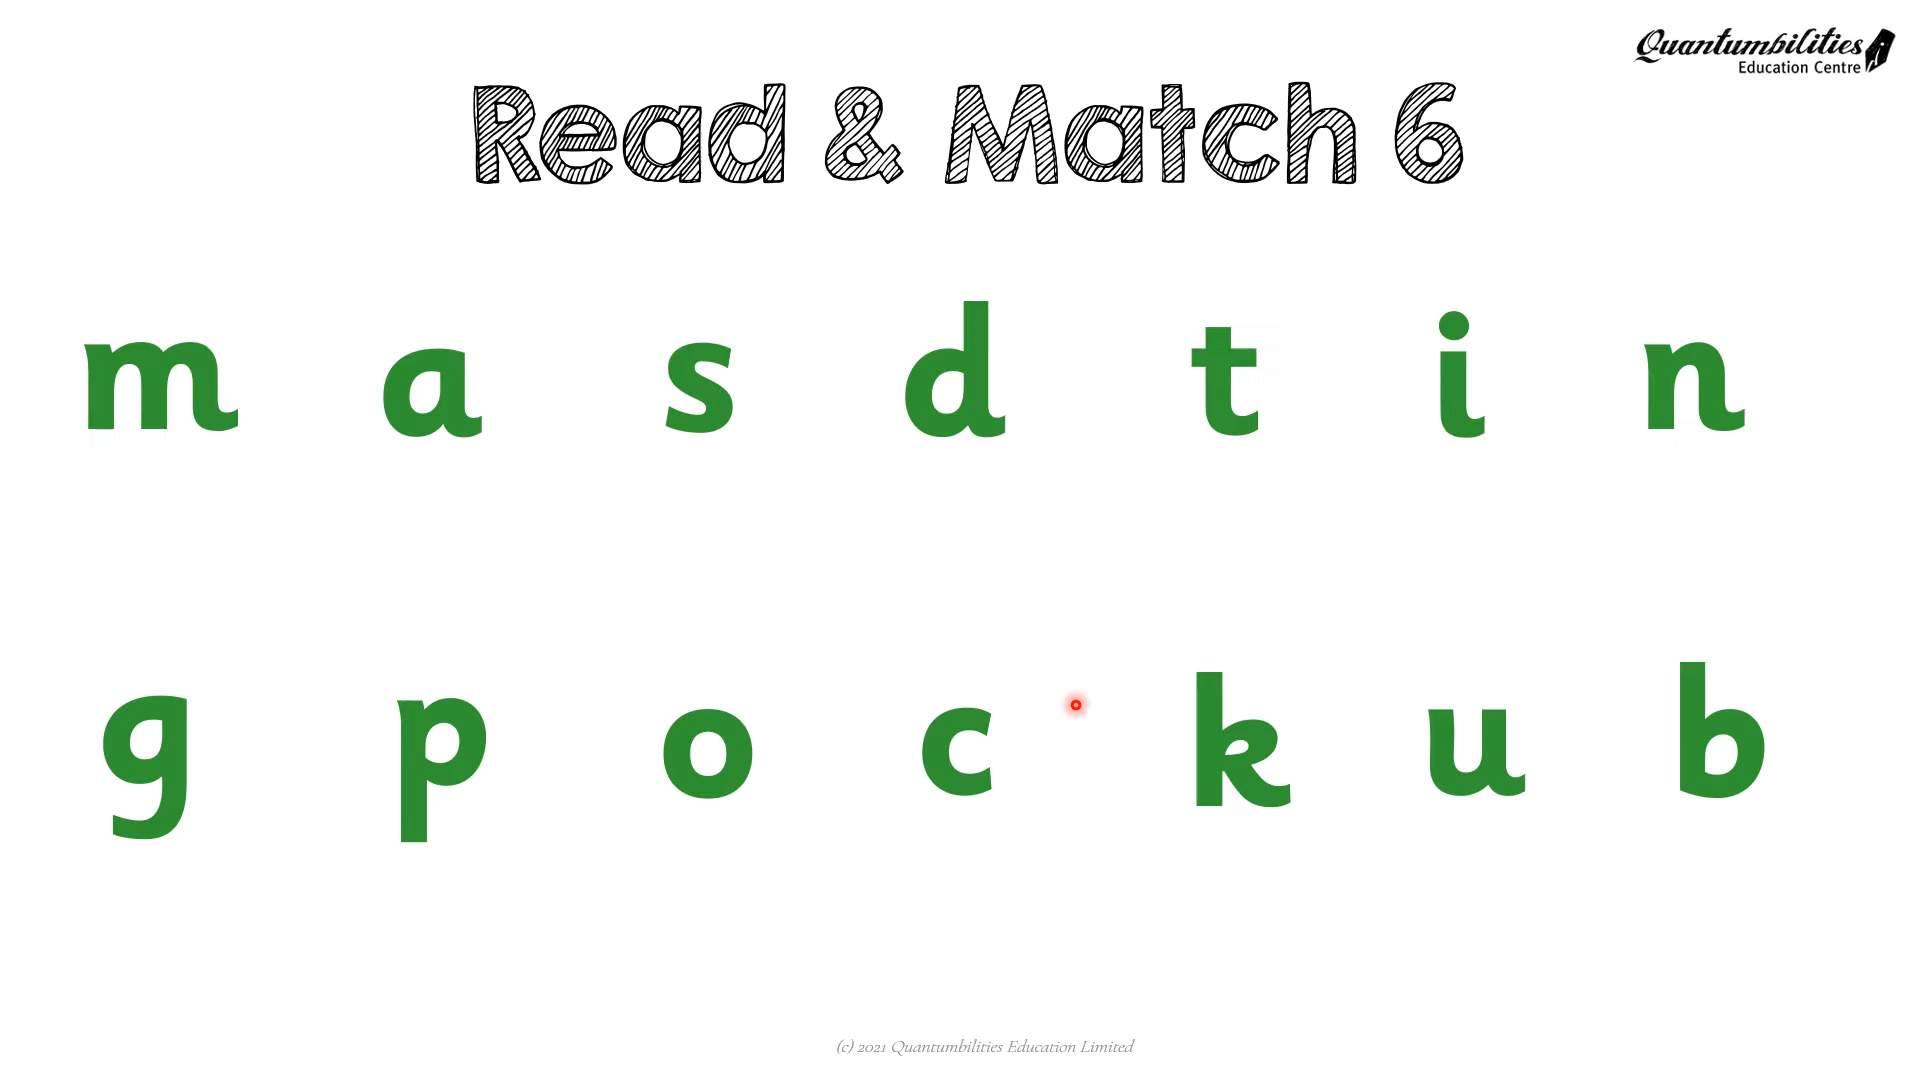 Quantumbilities
Education Centre
Read & Match 6
m a s d t i n
g p o c k u b
(c) 2021 Quantumbilities Education Limited